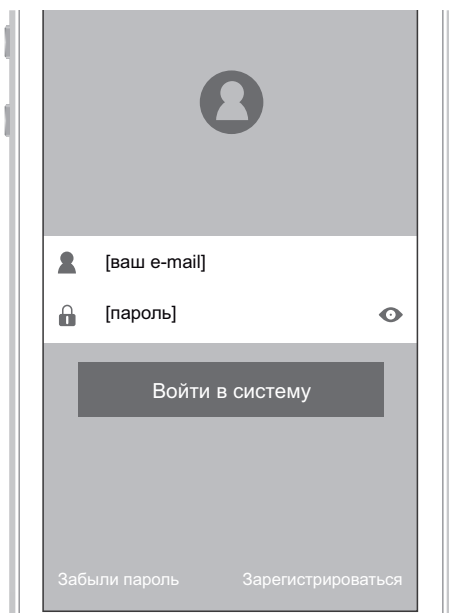 [ваш e-mail]
[пароль]
Войти в систему
Забыли пароль
Зарегистрироваться